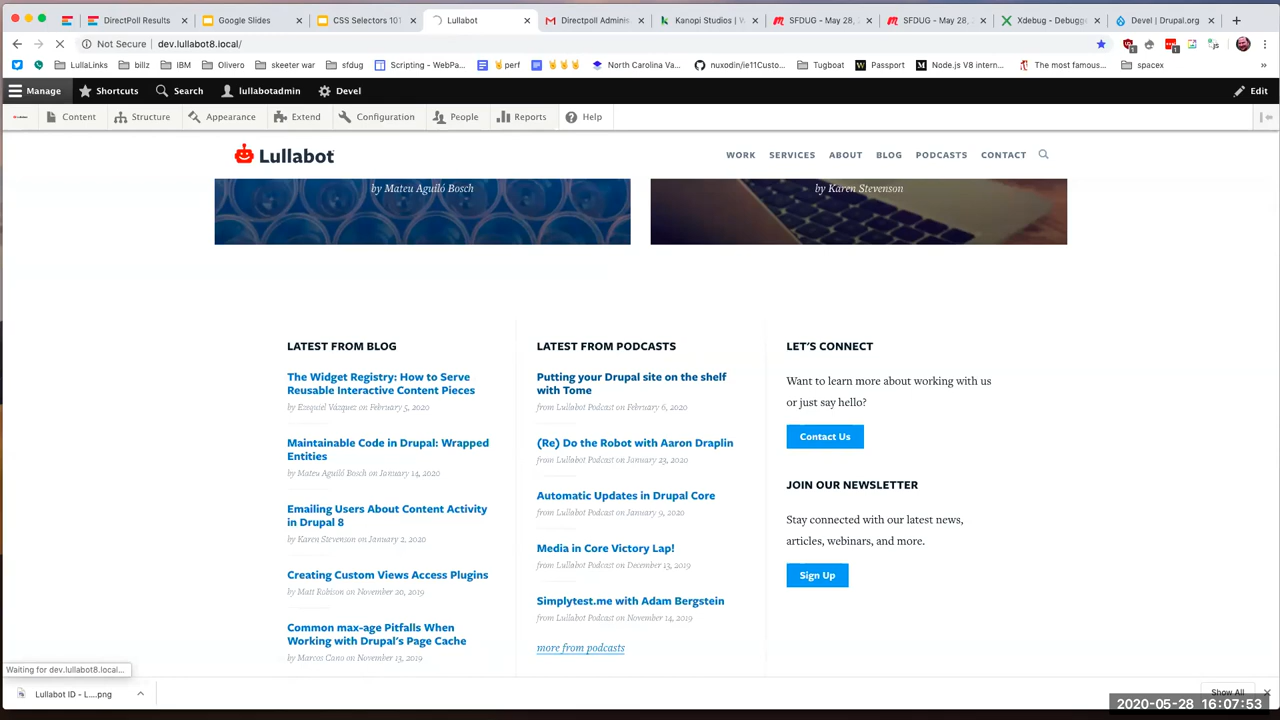 DirectPoll Results
Google Slides
CSS Selectors 101
Lullabot
Directpoll Adminis
Kanopi Studios | W
SFDUG - May 28, 
SFDUG - May 28, 
Xdebug - Debugge
Devel | Drupal.org
Not Secure | dev.lullabot8.local/
LullaLinks
billz
IBM
Olivero
skeeter war
sfdug
Scripting - WebPa...
perf
North Carolina Va...
nuxodin/ie11Custo...
Tugboat
Passport
Node.js V8 intern...
The most famous...
spacex
»
Manage
Shortcuts
Search
lullabotadmin
Devel
Edit
Content
Structure
Appearance
Extend
Configuration
People
Reports
Help
Lullabot
WORK
SERVICES
ABOUT
BLOG
PODCASTS
CONTACT
by Mateu Aguiló Bosch
by Karen Stevenson
LATEST FROM BLOG
The Widget Registry: How to Serve
Reusable Interactive Content Pieces
by Ezequiel Vázquez on February 5, 2020
Maintainable Code in Drupal: Wrapped
Entities
by Mateu Aguiló Bosch on January 14, 2020
Emailing Users About Content Activity
in Drupal 8
by Karen Stevenson on January 2, 2020
Creating Custom Views Access Plugins
by Matt Robison on November 20, 2019
Common max-age Pitfalls When
Working with Drupal's Page Cache
by Marcos Cano on November 13, 2019
LATEST FROM PODCASTS
Putting your Drupal site on the shelf
with Tome
from Lullabot Podcast on February 6, 2020
(Re) Do the Robot with Aaron Draplin
from Lullabot Podcast on January 23, 2020
Automatic Updates in Drupal Core
from Lullabot Podcast on January 9, 2020
Media in Core Victory Lap!
from Lullabot Podcast on December 13, 2019
Simplytest.me with Adam Bergstein
from Lullabot Podcast on November 14, 2019
more from podcasts
LET'S CONNECT
Want to learn more about working with us
or just say hello?
Contact Us
JOIN OUR NEWSLETTER
Stay connected with our latest news,
articles, webinars, and more.
Sign Up
Waiting for dev.lullabot8.local...
Lullabot ID - L....png
Show All
2020-05-28 16:07:53